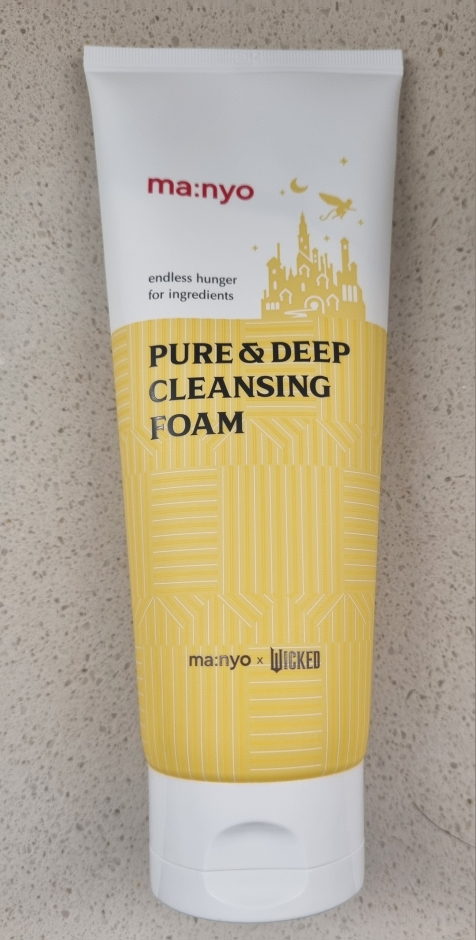 ma:nyo
endless hunger
for ingredients
PURE & DEEP
CLEANSING
FOAM
ma:nyo x WICKED